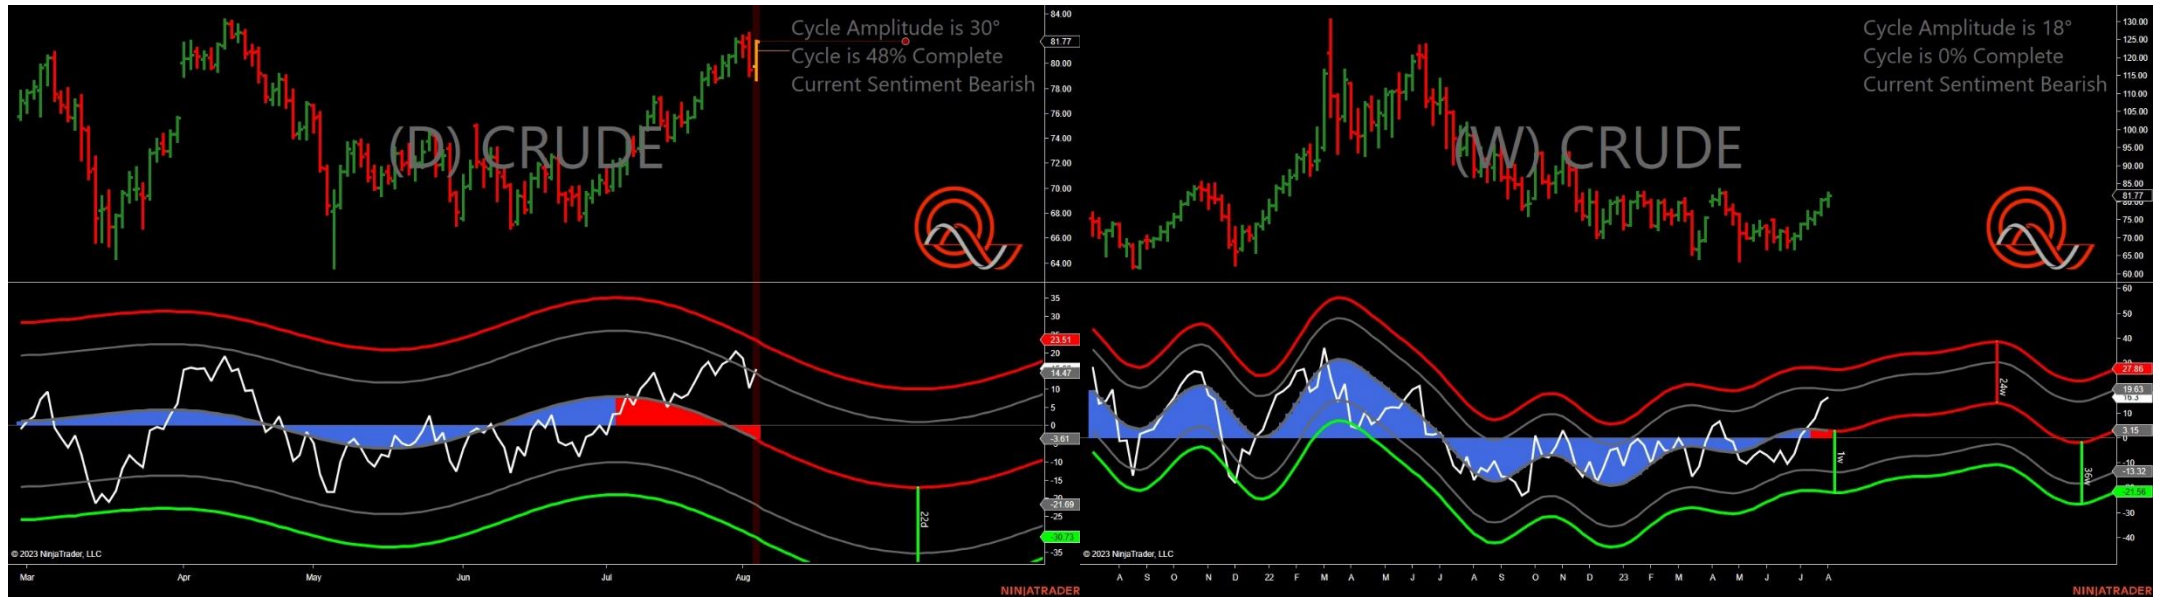 Cycle Amplitude is 30°
Cycle is 48% Complete
Current Sentiment Bearish
(D) CRUDE
84.00
81.77
80.00
78.00
76.00
74.00
72.00
70.00
68.00
66.00
64.00
35
30
23.51
20
14.47
10
5
0
-3.61
-10
-15
-21.69
-25
-30.73
-35
22d
© 2023 NinjaTrader, LLC
Mar
Apr
May
Jun
Jul
Aug
NINJATRADER
Cycle Amplitude is 18°
Cycle is 0% Complete
Current Sentiment Bearish
(W) CRUDE
130.00
125.00
120.00
115.00
110.00
105.00
100.00
95.00
90.00
85.00
81.77
75.00
70.00
65.00
60.00
60
50
40
27.86
19.63
16.3
10
3.15
0
-10
-13.32
-21.56
-30
-40
24w
1w
36w
© 2023 NinjaTrader, LLC
A S O N D 22 F M A M J J A S O N D 23 F M A M J J A
NINJATRADER